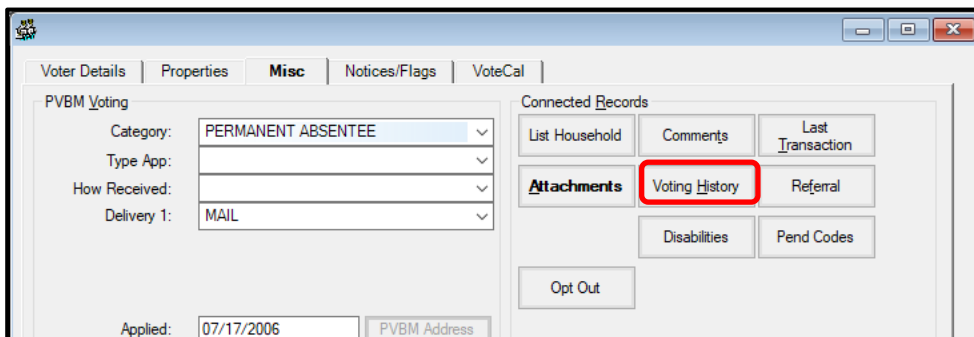 Voter Details Properties Misc Notices/Flags VoteCal
PVBM Voting
Category: PERMANENT ABSENTEE
Type App:
How Received:
Delivery 1: MAIL
Applied: 07/17/2006 PVBM Address
Connected Records
List Household Comments Last Transaction
Attachments Voting History Referral
Disabilities Pend Codes
Opt Out